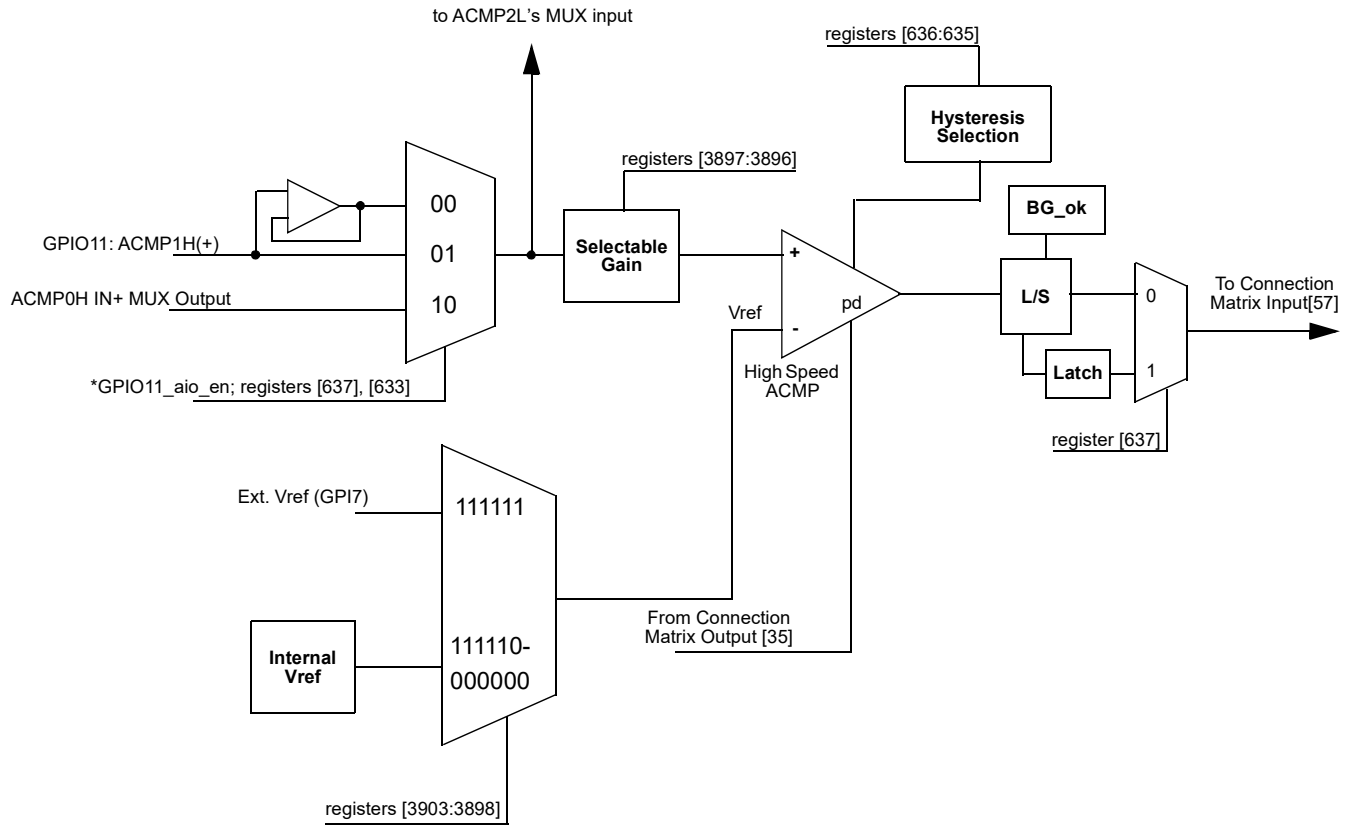 to ACMP2L's MUX input
registers [636:635]
Hysteresis
Selection
registers [3897:3896]
00
BG_ok
GPIO11: ACMP1H(+)
01
Selectable
Gain
+
ACMP0H IN+ MUX Output
10
L/S
0
To Connection
Matrix Input[57]
pd
Vref
-
High Speed
ACMP
Latch
1
*GPIO11_aio_en; registers [637], [633]
register [637]
Ext. Vref (GPI7)
111111
From Connection
Matrix Output [35]
Internal
Vref
111110-
000000
registers [3903:3898]